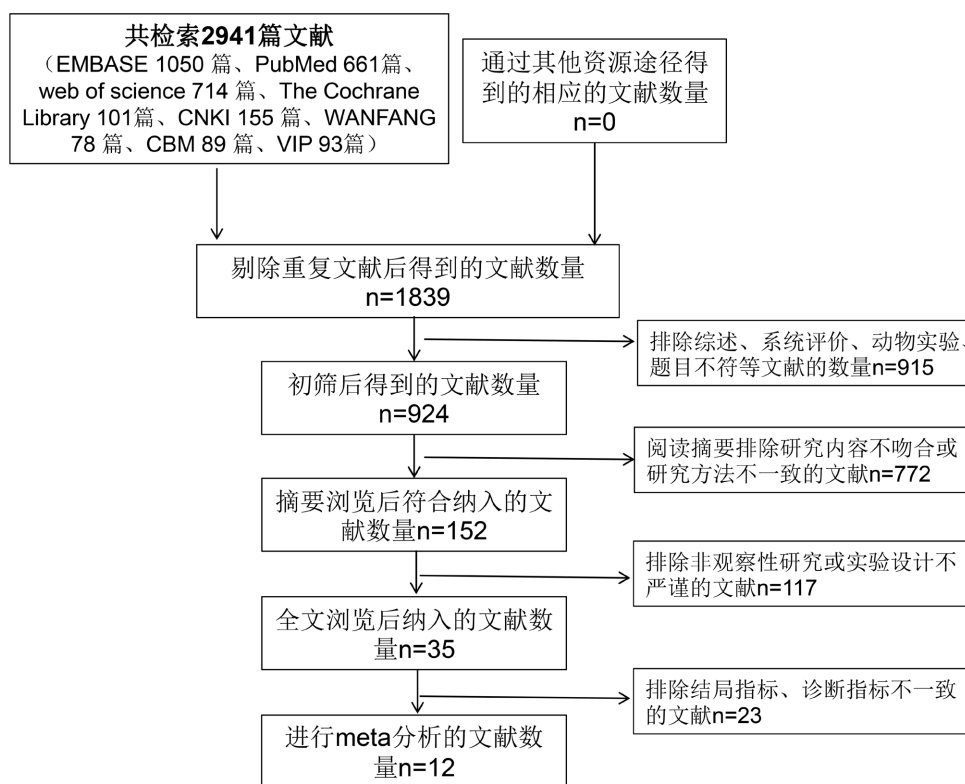 共检索2941篇文献
（EMBASE 1050 篇、PubMed 661篇、
web of science 714 篇、The Cochrane
Library 101篇、CNKI 155 篇、WANFANG
78 篇、CBM 89 篇、VIP 93篇）
通过其他资源途径得
到的相应的文献数量
n=0
剔除重复文献后得到的文献数量
n=1839
排除综述、系统评价、动物实验、
题目不符等文献的数量n=915
初筛后得到的文献数量
n=924
阅读摘要排除研究内容不吻合或
研究方法不一致的文献n=772
摘要浏览后符合纳入的文
献数量n=152
排除非观察性研究或实验设计不
严谨的文献n=117
全文浏览后纳入的文献数
量n=35
排除结局指标、诊断指标不一致
的文献n=23
进行meta分析的文献数
量n=12